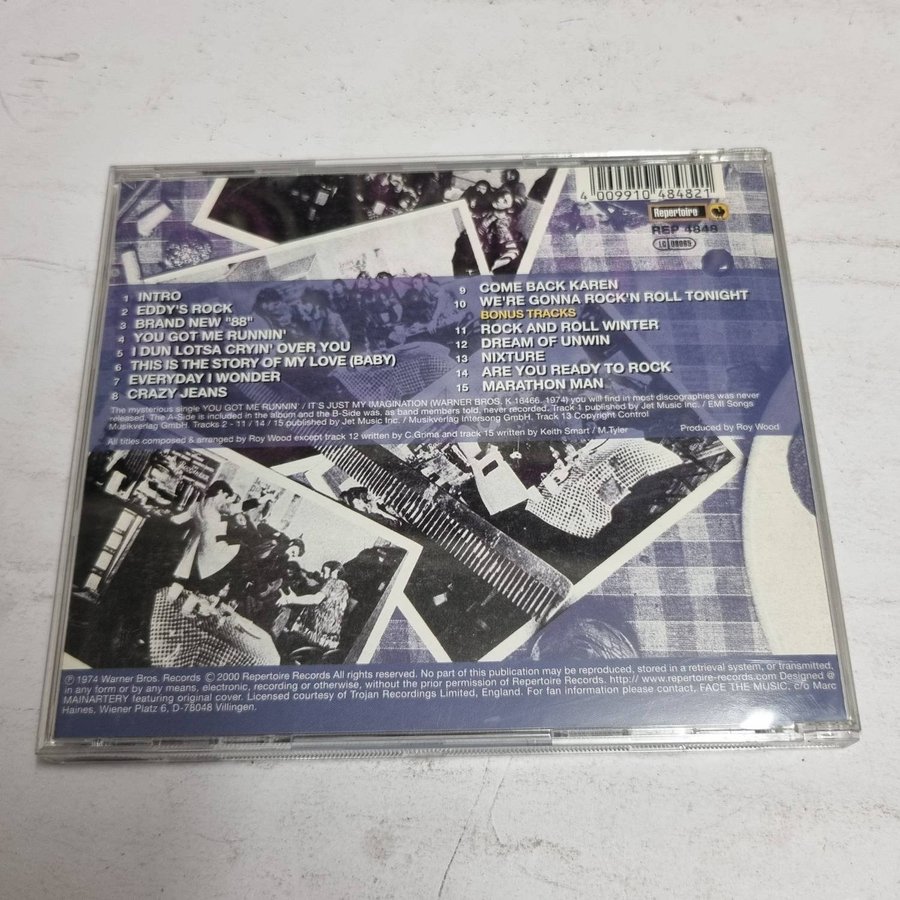 4 009910 484821
Repertoire
REP 4848
LC 08065
1 INTRO
2 EDDY'S ROCK
3 BRAND NEW "88"
4 YOU GOT ME RUNNIN'
5 I DUN LOTSA CRYIN' OVER YOU
6 THIS IS THE STORY OF MY LOVE (BABY)
7 EVERYDAY I WONDER
8 CRAZY JEANS
9 COME BACK KAREN
10 WE'RE GONNA ROCK'N ROLL TONIGHT
BONUS TRACKS
11 ROCK AND ROLL WINTER
12 DREAM OF UNWIN
13 NIXTURE
14 ARE YOU READY TO ROCK
15 MARATHON MAN
The mysterious single YOU GOT ME RUNNIN' / IT'S JUST MY IMAGINATION (WARNER BROS. K 18466, 1974) you will find in most discographies was never
released. The A-Side is included in the album and the B-Side was, as band members told, never recorded. Track 1 published by Jet Music Inc. / EMI Songs
Musikverlag GmbH. Tracks 2 - 11 / 14 / 15 published by Jet Music Inc. / Musikverlag Intersong GmbH. Track 13 Copyright Control
All titles composed & arranged by Roy Wood except track 12 written by C.Grima and track 15 written by Keith Smart / M.Tyler
Produced by Roy Wood
℗ 1974 Warner Bros. Records © 2000 Repertoire Records All rights reserved. No part of this publication may be reproduced, stored in a retrieval system, or transmitted,
in any form or by any means, electronic, recording or otherwise, without the prior permission of Repertoire Records. http:// www.repertoire-records.com Designed @
MAINARTERY featuring original cover. Licensed courtesy of Trojan Recordings Limited, England. For fan information please contact, FACE THE MUSIC, c/o Marc
Haines, Wiener Platz 6, D-78048 Villingen.